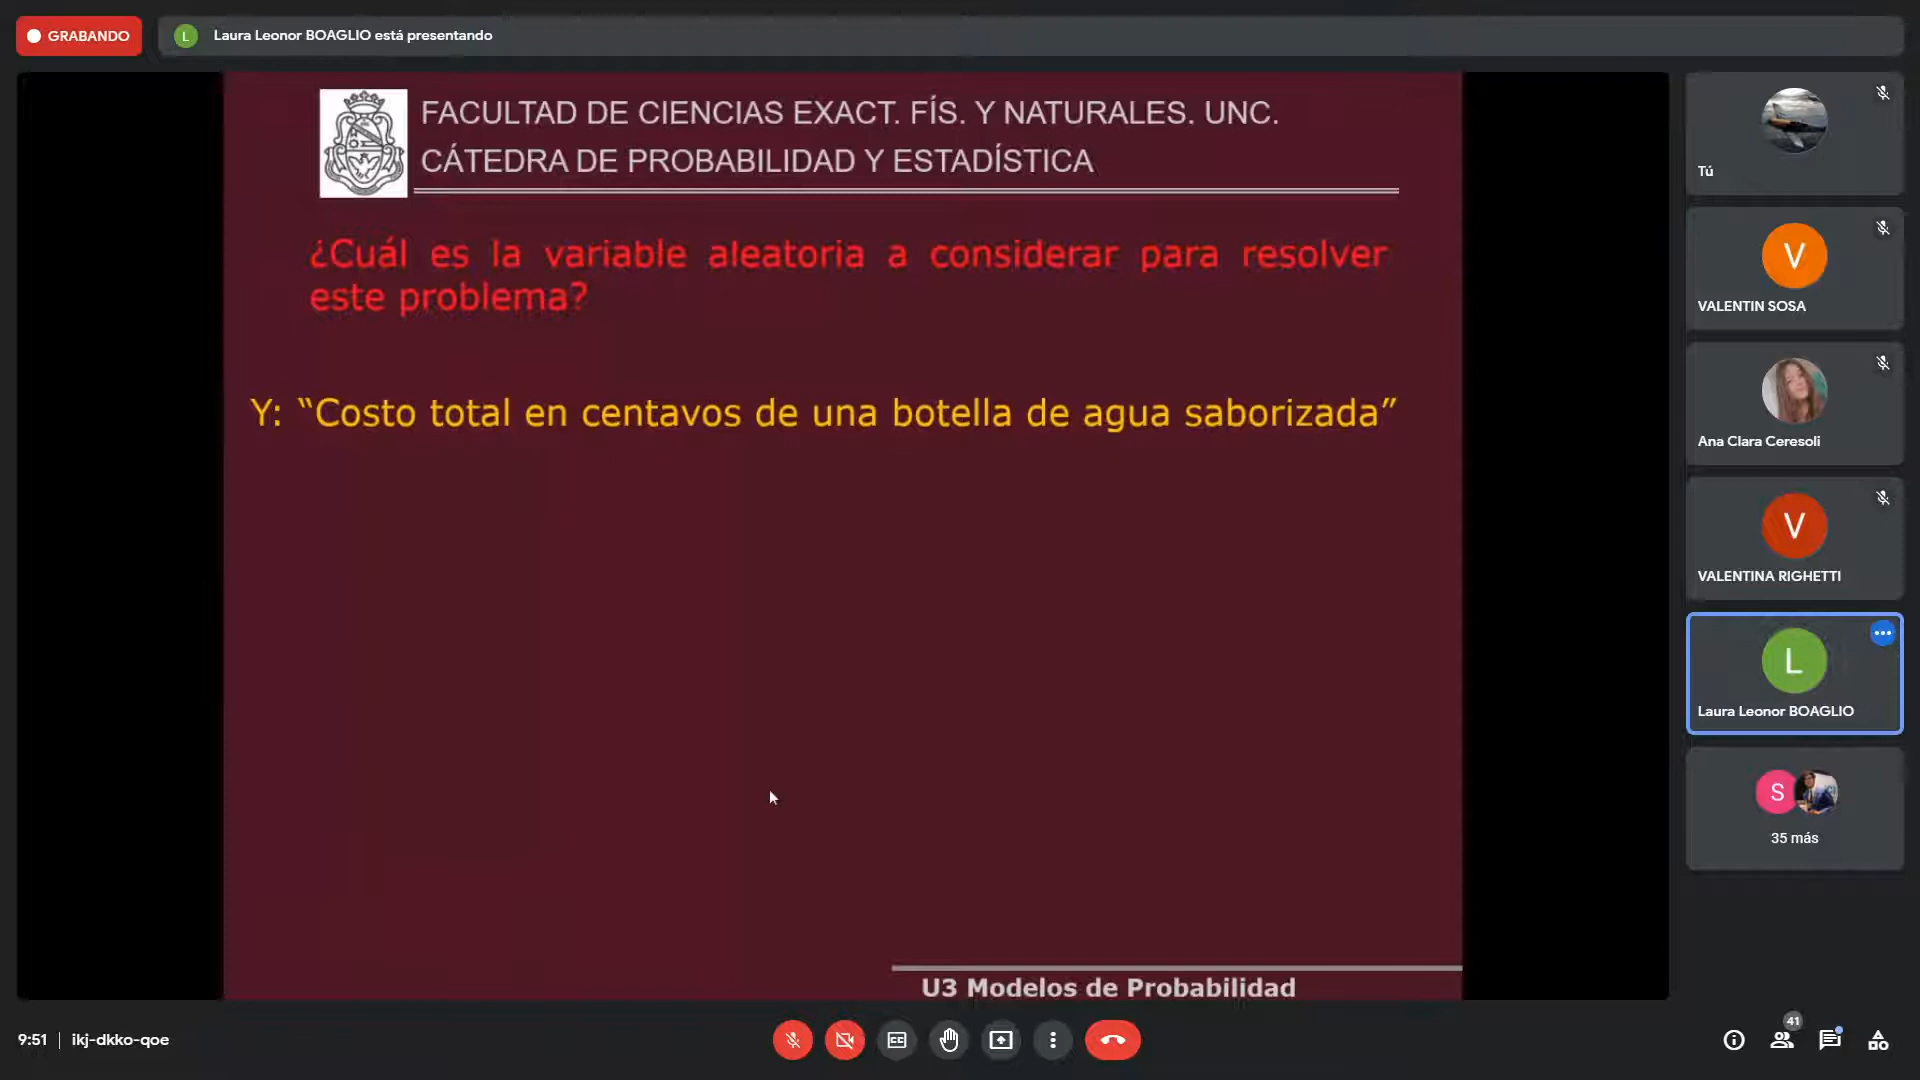 GRABANDO
L
Laura Leonor BOAGLIO está presentando
FACULTAD DE CIENCIAS EXACT. FÍS. Y NATURALES. UNC.
CÁTEDRA DE PROBABILIDAD Y ESTADÍSTICA
¿Cuál es la variable aleatoria a considerar para resolver
este problema?
Y: “Costo total en centavos de una botella de agua saborizada”
U3 Modelos de Probabilidad
Tú
V
VALENTIN SOSA
Ana Clara Ceresoli
V
VALENTINA RIGHETTI
L
Laura Leonor BOAGLIO
S
35 más
9:51 | ikj-dkko-qoe
CC
41